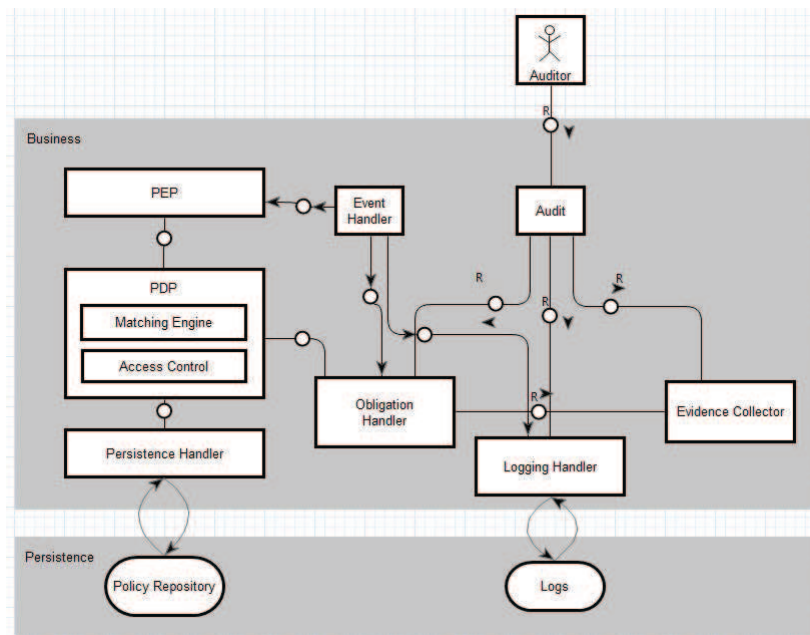 Auditor
R
Business
PEP
Event
Handler
Audit
PDP
Matching Engine
Access Control
R
R
R
Obligation
Handler
R
Evidence Collector
Persistence Handler
Logging Handler
Persistence
Policy Repository
Logs